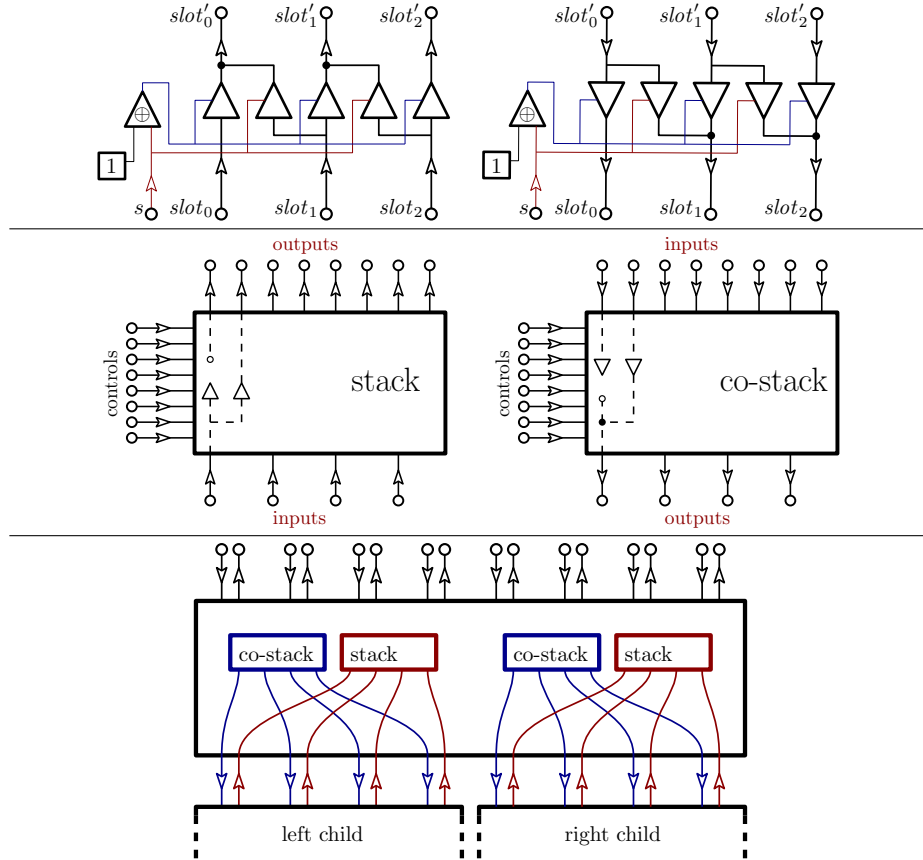 slot′₀ slot′₁ slot′₂ slot′₀ slot′₁ slot′₂
⊕ ⊕
1 1
s slot₀ slot₁ slot₂ s slot₀ slot₁ slot₂
outputs inputs
controls stack controls co-stack
inputs outputs
co-stack stack co-stack stack
left child right child